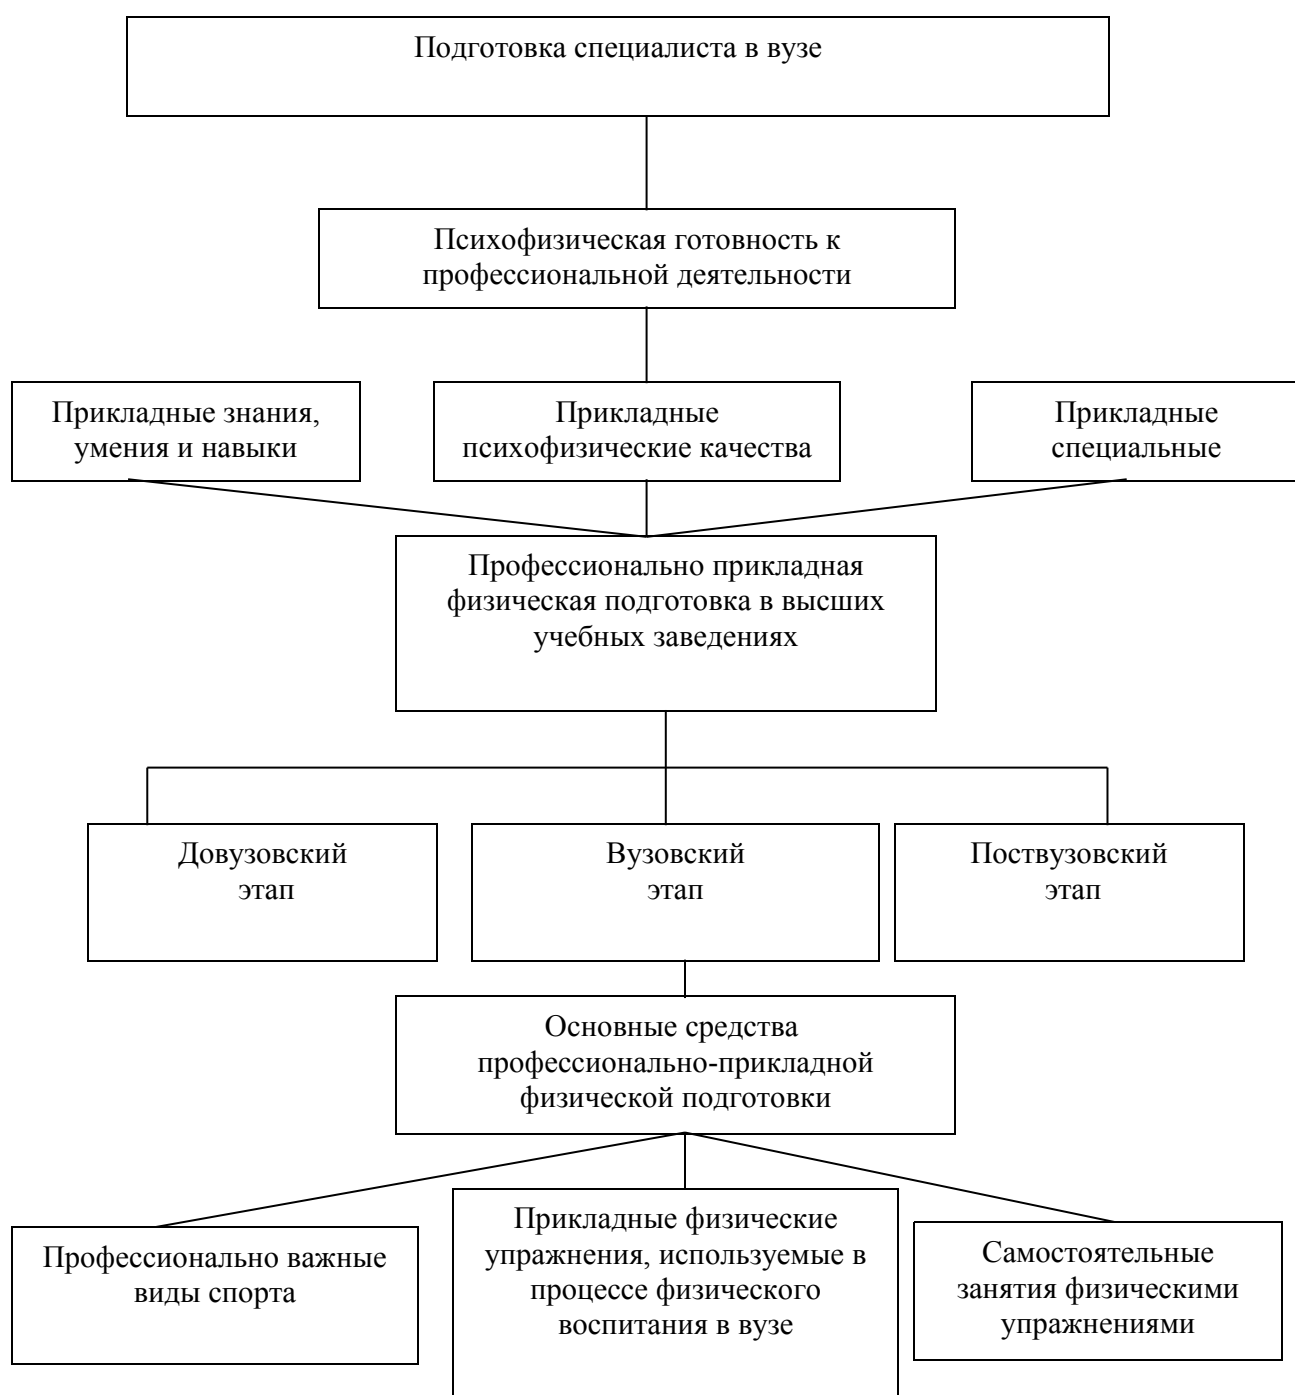 Подготовка специалиста в вузе
Психофизическая готовность к
профессиональной деятельности
Прикладные знания,
умения и навыки
Прикладные
психофизические качества
Прикладные
специальные
Профессионально прикладная
физическая подготовка в высших
учебных заведениях
Довузовский
этап
Вузовский
этап
Поствузовский
этап
Основные средства
профессионально-прикладной
физической подготовки
Профессионально важные
виды спорта
Прикладные физические
упражнения, используемые в
процессе физического
воспитания в вузе
Самостоятельные
занятия физическими
упражнениями